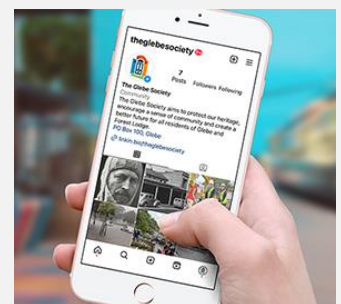 theglebesociety
7
Posts Followers Following
The Glebe Society
Community
The Glebe Society aims to protect our heritage,
encourage a sense of community and create a
better future for all residents of Glebe and
Forest Lodge.
PO Box 100, Glebe
linkin.bio/theglebesociety